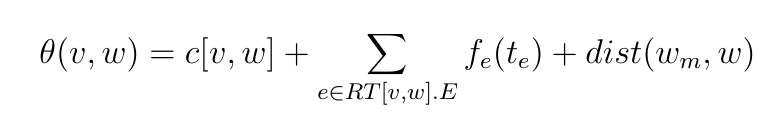 θ(v, w) = c[v, w] + ∑_{e∈RT[v,w].E} f_e(t_e) + dist(w_m, w)